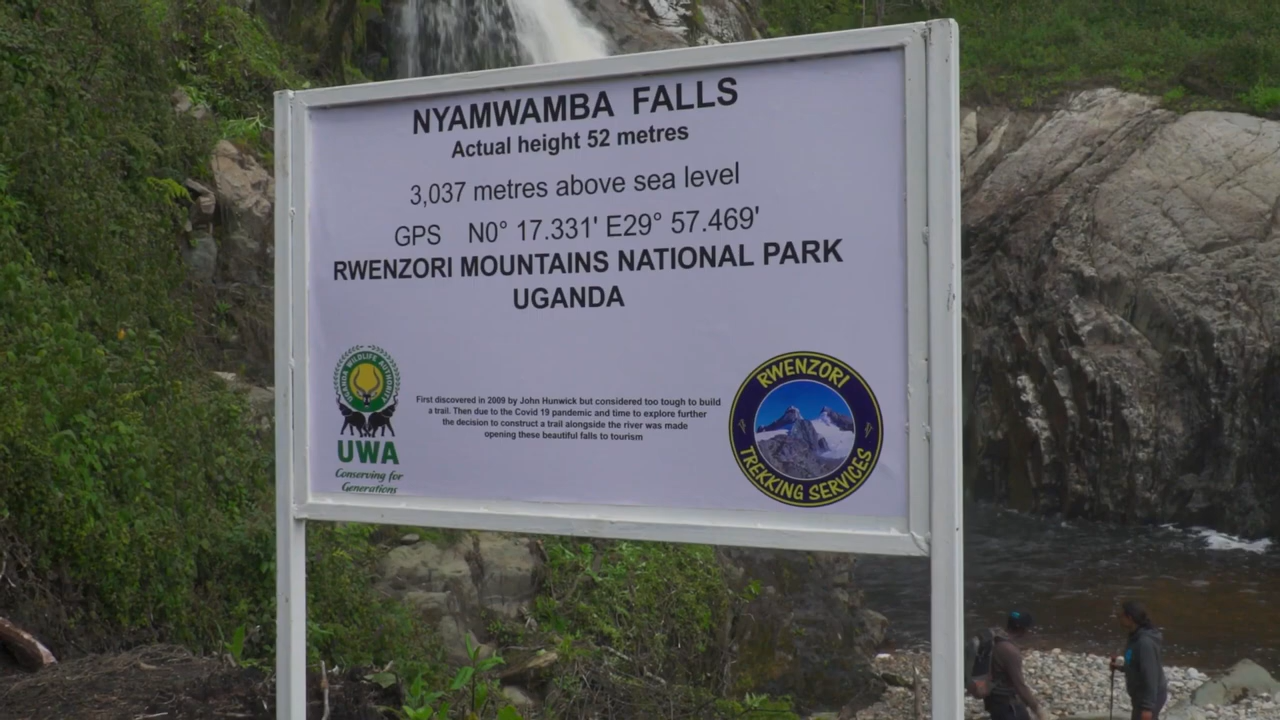 NYAMWAMBA FALLS
Actual height 52 metres
3,037 metres above sea level
GPS N0° 17.331' E29° 57.469'
RWENZORI MOUNTAINS NATIONAL PARK
UGANDA
UGANDA WILDLIFE AUTHORITY
UWA
Conserving for
Generations
First discovered in 2009 by John Hunwick but considered too tough to build
a trail. Then due to the Covid 19 pandemic and time to explore further
the decision to construct a trail alongside the river was made
opening these beautiful falls to tourism
RWENZORI
TREKKING SERVICES